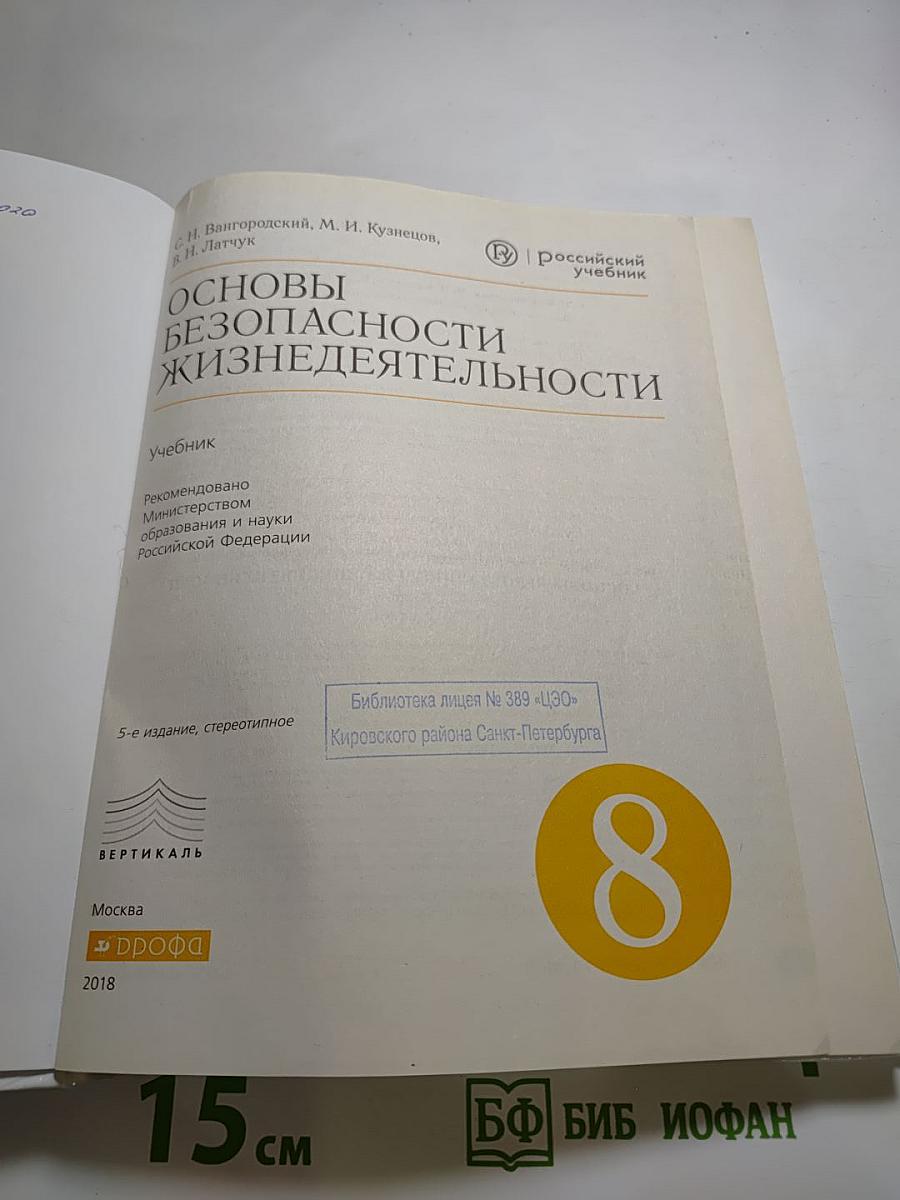 С. Н. Вангородский, М. И. Кузнецов,
В. Н. Латчук
РУ | российский
учебник
ОСНОВЫ
БЕЗОПАСНОСТИ
ЖИЗНЕДЕЯТЕЛЬНОСТИ
Учебник
Рекомендовано
Министерством
образования и науки
Российской Федерации
5-е издание, стереотипное
Библиотека лицея № 389 «ЦЭО»
Кировского района Санкт-Петербурга
ВЕРТИКАЛЬ
8
Москва
дрофа
2018
15 см
БФ БИБ ИОФАН